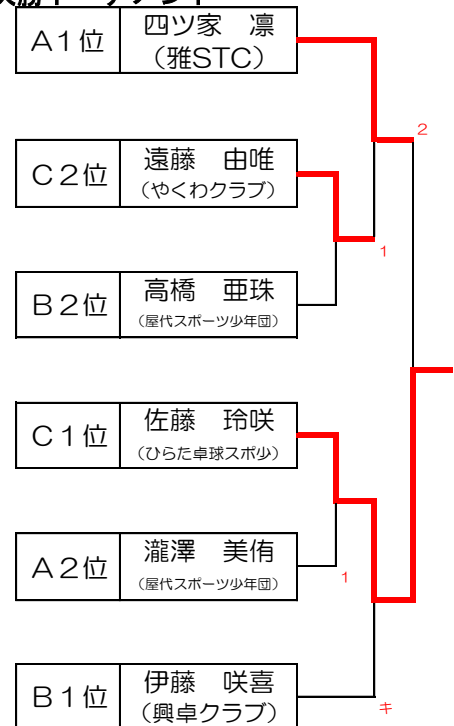 A1位 四ツ家 凛
(雅STC)
2
C2位 遠藤 由唯
(やくわクラブ)
1
B2位 高橋 亜珠
(屋代スポーツ少年団)
C1位 佐藤 玲咲
(ひらた卓球スポ少)
A2位 瀧澤 美侑
(屋代スポーツ少年団)
1
B1位 伊藤 咲喜
(興卓クラブ)
キ